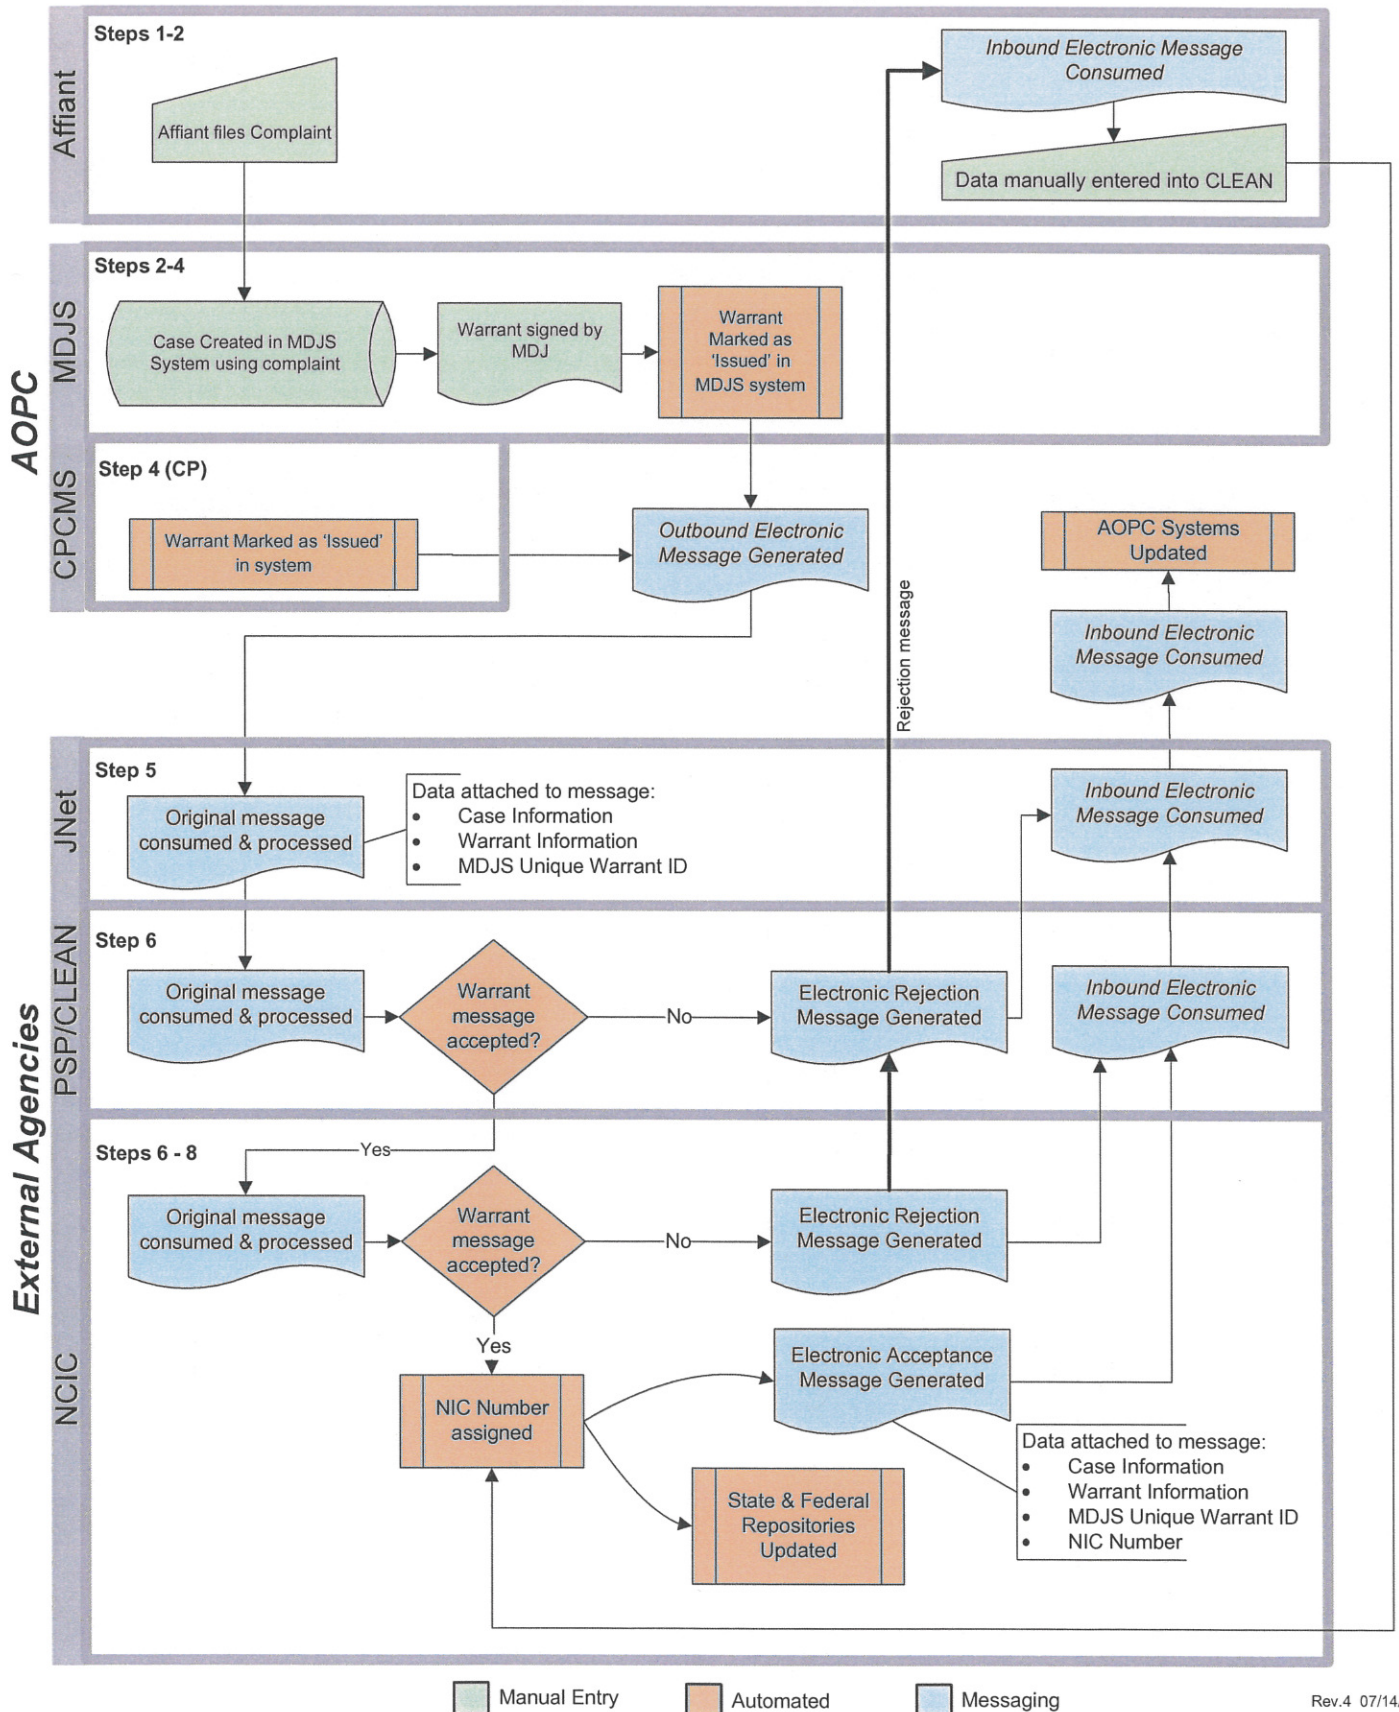 Steps 1-2
Affiant
Affiant files Complaint
Inbound Electronic Message
Consumed
Data manually entered into CLEAN
AOPC
MDJS
Steps 2-4
Case Created in MDJS
System using complaint
Warrant signed by
MDJ
Warrant
Marked as
'Issued' in
MDJS system
CPCMS
Step 4 (CP)
Warrant Marked as 'Issued'
in system
Outbound Electronic
Message Generated
Rejection message
AOPC Systems
Updated
Inbound Electronic
Message Consumed
External Agencies
JNet
Step 5
Original message
consumed & processed
Data attached to message:
• Case Information
• Warrant Information
• MDJS Unique Warrant ID
Inbound Electronic
Message Consumed
PSP/CLEAN
Step 6
Original message
consumed & processed
Warrant
message
accepted?
No
Electronic Rejection
Message Generated
Inbound Electronic
Message Consumed
Yes
NCIC
Steps 6 - 8
Original message
consumed & processed
Warrant
message
accepted?
No
Electronic Rejection
Message Generated
Yes
NIC Number
assigned
Electronic Acceptance
Message Generated
Data attached to message:
• Case Information
• Warrant Information
• MDJS Unique Warrant ID
• NIC Number
State & Federal
Repositories
Updated
Manual Entry
Automated
Messaging
Rev.4 07/14/